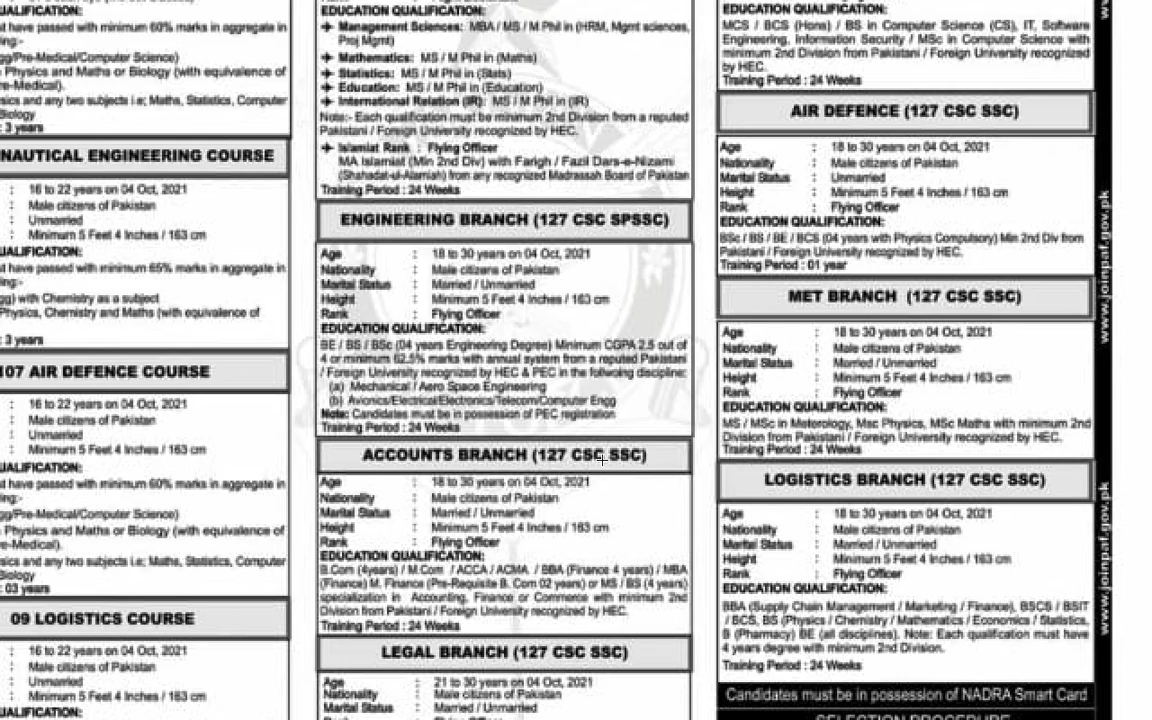 UALIFICATION:
t have passed with minimum 60% marks in aggregate in
ing:-
gg/Pre-Medical/Computer Science)
Physics and Maths or Biology (with equivalence of
e-Medical).
sics and any two subjects i.e; Maths, Statistics, Computer
Biology
: 3 years
NAUTICAL ENGINEERING COURSE
: 16 to 22 years on 04 Oct, 2021
: Male citizens of Pakistan
: Unmarried
: Minimum 5 Feet 4 Inches / 163 cm
UALIFICATION:
t have passed with minimum 65% marks in aggregate in
ing:-
gg) with Chemistry as a subject
Physics, Chemistry and Maths (with equivalence of
: 3 years
107 AIR DEFENCE COURSE
: 16 to 22 years on 04 Oct, 2021
: Male citizens of Pakistan
: Unmarried
: Minimum 5 Feet 4 Inches / 163 cm
UALIFICATION:
t have passed with minimum 60% marks in aggregate in
ing:-
gg/Pre-Medical/Computer Science)
Physics and Maths or Biology (with equivalence of
e-Medical).
sics and any two subjects i.e; Maths, Statistics, Computer
Biology
: 03 years
09 LOGISTICS COURSE
: 16 to 22 years on 04 Oct, 2021
: Male citizens of Pakistan
: Unmarried
: Minimum 5 Feet 4 Inches / 163 cm
UALIFICATION:
EDUCATION QUALIFICATION:
Management Sciences: MBA / MS / M Phil in (HRM, Mgmt sciences,
Proj Mgmt)
Mathematics: MS / M Phil in (Maths)
Statistics: MS / M Phil in (Stats)
Education: MS / M Phil in (Education)
International Relation (IR): MS / M Phil in (IR)
Note:- Each qualification must be minimum 2nd Division from a reputed
Pakistani / Foreign University recognized by HEC.
Islamiat Rank : Flying Officer
MA Islamiat (Min 2nd Div) with Farigh / Fazil Dars-e-Nizami
(Shahadat-ul-Alamiah) from any recognized Madrassah Board of Pakistan
Training Period : 24 Weeks
ENGINEERING BRANCH (127 CSC SPSSC)
Age : 18 to 30 years on 04 Oct, 2021
Nationality : Male citizens of Pakistan
Marital Status : Married / Unmarried
Height : Minimum 5 Feet 4 Inches / 163 cm
Rank : Flying Officer
EDUCATION QUALIFICATION:
BE / BS / BSc (04 years Engineering Degree) Minimum CGPA 2.5 out of
4 or minimum 62.5% marks with annual system from a reputed Pakistani
/ Foreign University recognized by HEC & PEC in the following discipline:
(a) Mechanical / Aero Space Engineering
(b) Avionics/Electrical/Electronics/Telecom/Computer Engg
Note: Candidates must be in possession of PEC registration
Training Period : 24 Weeks
ACCOUNTS BRANCH (127 CSC SSC)
Age : 18 to 30 years on 04 Oct, 2021
Nationality : Male citizens of Pakistan
Marital Status : Married / Unmarried
Height : Minimum 5 Feet 4 Inches / 163 cm
Rank : Flying Officer
EDUCATION QUALIFICATION:
B.Com (4years) / M.Com / ACCA / ACMA / BBA (Finance 4 years) / MBA
(Finance) M. Finance (Pre-Requisite B. Com 02 years) or MS / BS (4 years)
specialization in Accounting, Finance or Commerce with minimum 2nd
Division from Pakistan / Foreign University recognized by HEC.
Training Period : 24 Weeks
LEGAL BRANCH (127 CSC SSC)
Age : 21 to 30 years on 04 Oct, 2021
Nationality : Male citizens of Pakistan
Marital Status : Married / Unmarried
EDUCATION QUALIFICATION:
MCS / BCS (Hons) / BS in Computer Science (CS), IT, Software
Engineering, Information Security / MSc in Computer Science with
minimum 2nd Division from Pakistani / Foreign University recognized
by HEC.
Training Period : 24 Weeks
AIR DEFENCE (127 CSC SSC)
Age : 18 to 30 years on 04 Oct, 2021
Nationality : Male citizens of Pakistan
Marital Status : Unmarried
Height : Minimum 5 Feet 4 Inches / 163 cm
Rank : Flying Officer
EDUCATION QUALIFICATION:
BSc / BS / BE / BCS (04 years with Physics Compulsory) Min 2nd Div from
Pakistani / Foreign University recognized by HEC.
Training Period : 01 year
MET BRANCH (127 CSC SSC)
Age : 18 to 30 years on 04 Oct, 2021
Nationality : Male citizens of Pakistan
Marital Status : Married / Unmarried
Height : Minimum 5 Feet 4 Inches / 163 cm
Rank : Flying Officer
EDUCATION QUALIFICATION:
MS / MSc in Meterology, Msc Physics, MSc Maths with minimum 2nd
Division from Pakistan / Foreign University recognized by HEC.
Training Period : 24 Weeks
LOGISTICS BRANCH (127 CSC SSC)
Age : 18 to 30 years on 04 Oct, 2021
Nationality : Male citizens of Pakistan
Marital Status : Married / Unmarried
Height : Minimum 5 Feet 4 Inches / 163 cm
Rank : Flying Officer
EDUCATION QUALIFICATION:
BBA (Supply Chain Management / Marketing / Finance), BSCS / BSIT
/ BCS, BS (Physics / Chemistry / Mathematics / Economics / Statistics,
B (Pharmacy) BE (all disciplines). Note: Each qualification must have
4 years degree with minimum 2nd Division.
Training Period : 24 Weeks
Candidates must be in possession of NADRA Smart Card
SELECTION PROCEDURE
www.joinpaf.gov.pk
www.joinpaf.gov.pk